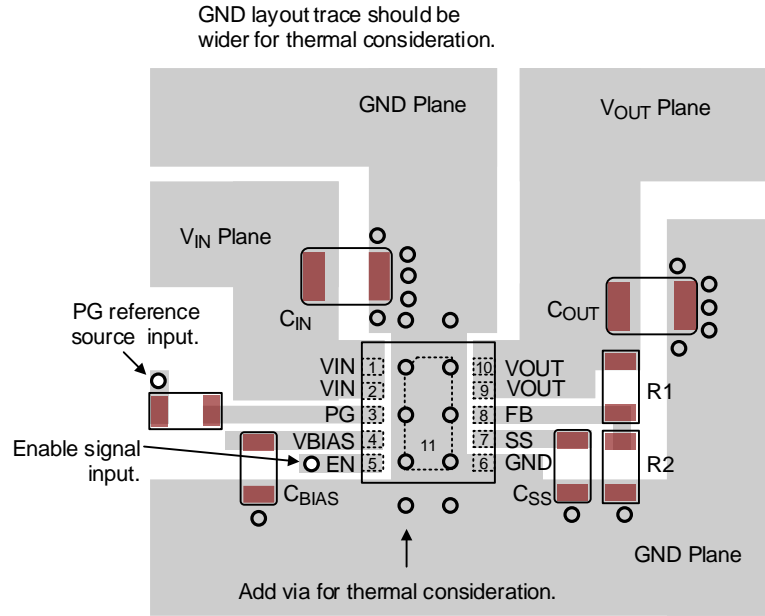 GND layout trace should be
wider for thermal consideration.
GND Plane
VOUT Plane
VIN Plane
PG reference
source input.
CIN
COUT
VIN 1 10 VOUT
VIN 2 9 VOUT
R1
PG 3 8 FB
VBIAS 4 11 7 SS
Enable signal
input.
EN 5 6 GND
R2
CBIAS
CSS
GND Plane
Add via for thermal consideration.